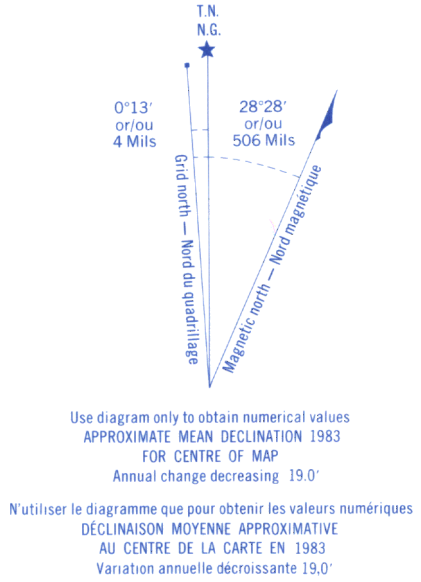 T.N.
N.G.
0°13′
or/ou
4 Mils
28°28′
or/ou
506 Mils
Grid north — Nord du quadrillage
Magnetic north — Nord magnétique
Use diagram only to obtain numerical values
APPROXIMATE MEAN DECLINATION 1983
FOR CENTRE OF MAP
Annual change decreasing 19.0′
N'utiliser le diagramme que pour obtenir les valeurs numériques
DÉCLINAISON MOYENNE APPROXIMATIVE
AU CENTRE DE LA CARTE EN 1983
Variation annuelle décroissante 19,0′